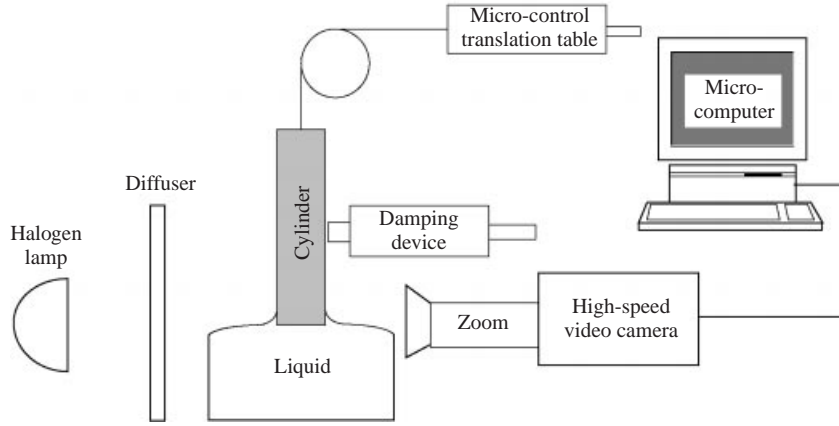 Micro-control
translation table
Micro-
computer
Diffuser
Cylinder
Damping
device
Halogen
lamp
High-speed
video camera
Zoom
Liquid